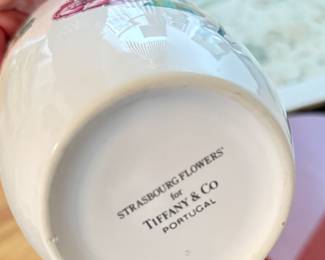 STRASBOURG FLOWERS'
for
TIFFANY & CO
PORTUGAL